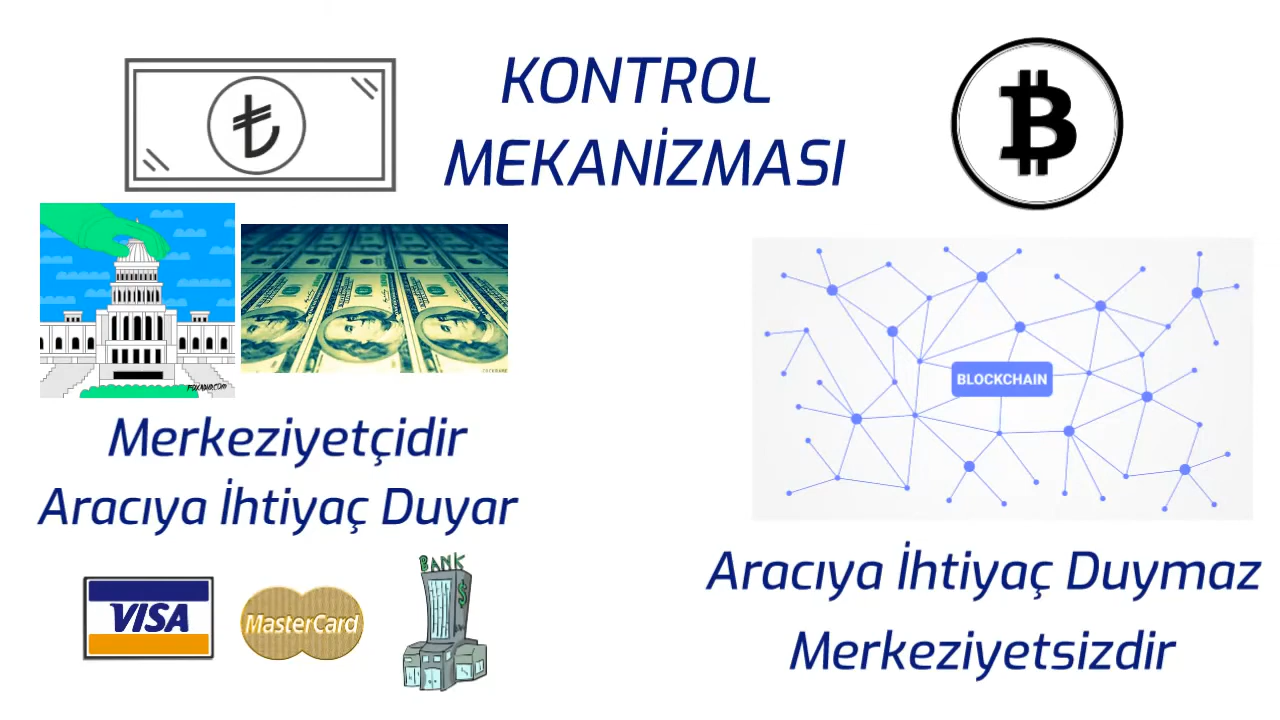 KONTROL
MEKANİZMASI
BLOCKCHAIN
Merkeziyetçidir
Aracıya İhtiyaç Duyar
BANK
VISA
MasterCard
Aracıya İhtiyaç Duymaz
Merkeziyetsizdir